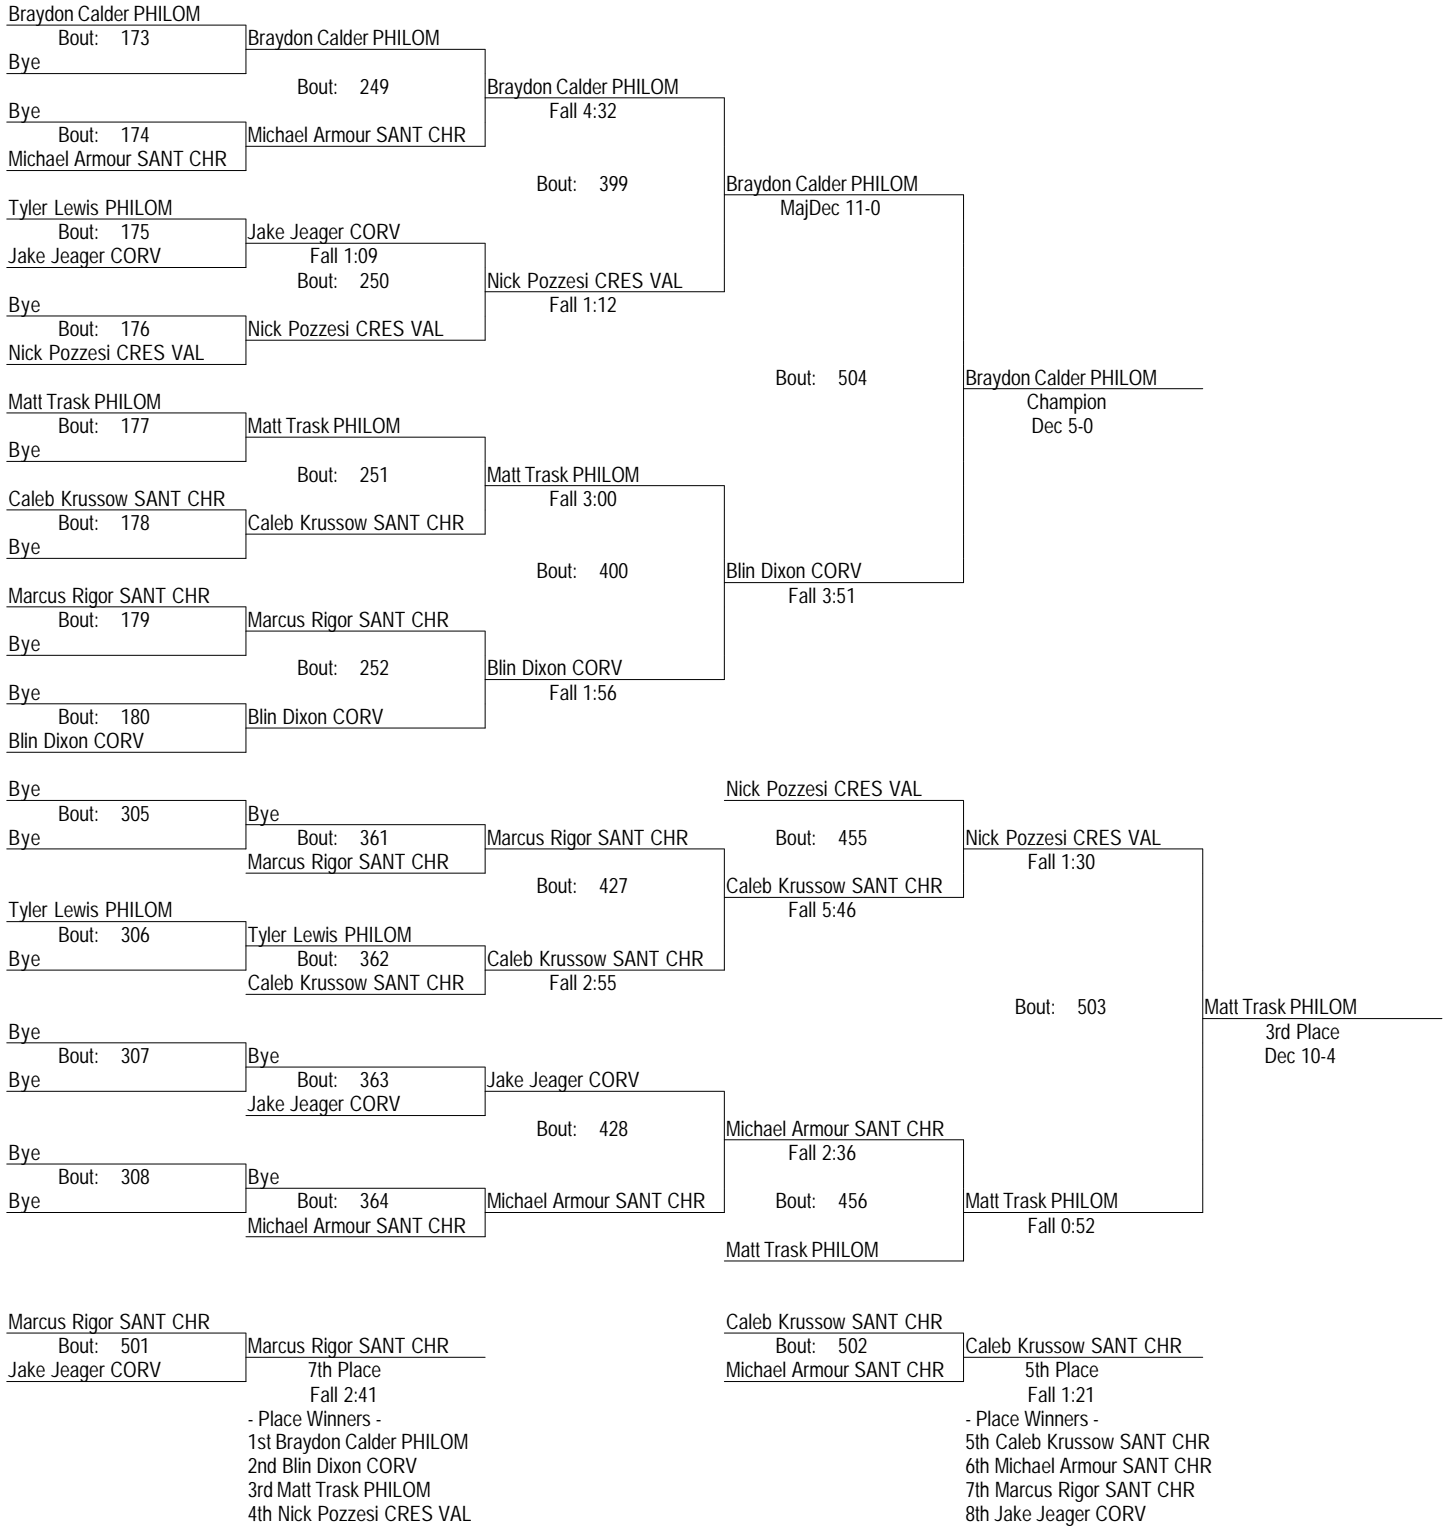 Braydon Calder PHILOM
Bout: 173
Braydon Calder PHILOM
Bye
Bout: 249
Braydon Calder PHILOM
Fall 4:32
Bye
Bout: 174
Michael Armour SANT CHR
Michael Armour SANT CHR
Bout: 399
Braydon Calder PHILOM
MajDec 11-0
Tyler Lewis PHILOM
Bout: 175
Jake Jeager CORV
Jake Jeager CORV
Fall 1:09
Bout: 250
Nick Pozzesi CRES VAL
Fall 1:12
Bye
Bout: 176
Nick Pozzesi CRES VAL
Nick Pozzesi CRES VAL
Bout: 504
Braydon Calder PHILOM
Champion
Dec 5-0
Matt Trask PHILOM
Bout: 177
Matt Trask PHILOM
Bye
Bout: 251
Matt Trask PHILOM
Fall 3:00
Caleb Krussow SANT CHR
Bout: 178
Caleb Krussow SANT CHR
Bye
Bout: 400
Blin Dixon CORV
Fall 3:51
Marcus Rigor SANT CHR
Bout: 179
Marcus Rigor SANT CHR
Bye
Bout: 252
Blin Dixon CORV
Fall 1:56
Bye
Bout: 180
Blin Dixon CORV
Blin Dixon CORV
Bye
Bout: 305
Bye
Bye
Bout: 361
Marcus Rigor SANT CHR
Marcus Rigor SANT CHR
Nick Pozzesi CRES VAL
Bout: 455
Nick Pozzesi CRES VAL
Fall 1:30
Bout: 427
Caleb Krussow SANT CHR
Fall 5:46
Tyler Lewis PHILOM
Bout: 306
Tyler Lewis PHILOM
Bye
Bout: 362
Caleb Krussow SANT CHR
Caleb Krussow SANT CHR
Fall 2:55
Bout: 503
Matt Trask PHILOM
3rd Place
Dec 10-4
Bye
Bout: 307
Bye
Bye
Bout: 363
Jake Jeager CORV
Jake Jeager CORV
Bout: 428
Michael Armour SANT CHR
Fall 2:36
Bye
Bout: 308
Bye
Bye
Bout: 364
Michael Armour SANT CHR
Michael Armour SANT CHR
Bout: 456
Matt Trask PHILOM
Fall 0:52
Matt Trask PHILOM
Marcus Rigor SANT CHR
Bout: 501
Marcus Rigor SANT CHR
Jake Jeager CORV
7th Place
Fall 2:41
- Place Winners -
1st Braydon Calder PHILOM
2nd Blin Dixon CORV
3rd Matt Trask PHILOM
4th Nick Pozzesi CRES VAL
Caleb Krussow SANT CHR
Bout: 502
Caleb Krussow SANT CHR
Michael Armour SANT CHR
5th Place
Fall 1:21
- Place Winners -
5th Caleb Krussow SANT CHR
6th Michael Armour SANT CHR
7th Marcus Rigor SANT CHR
8th Jake Jeager CORV